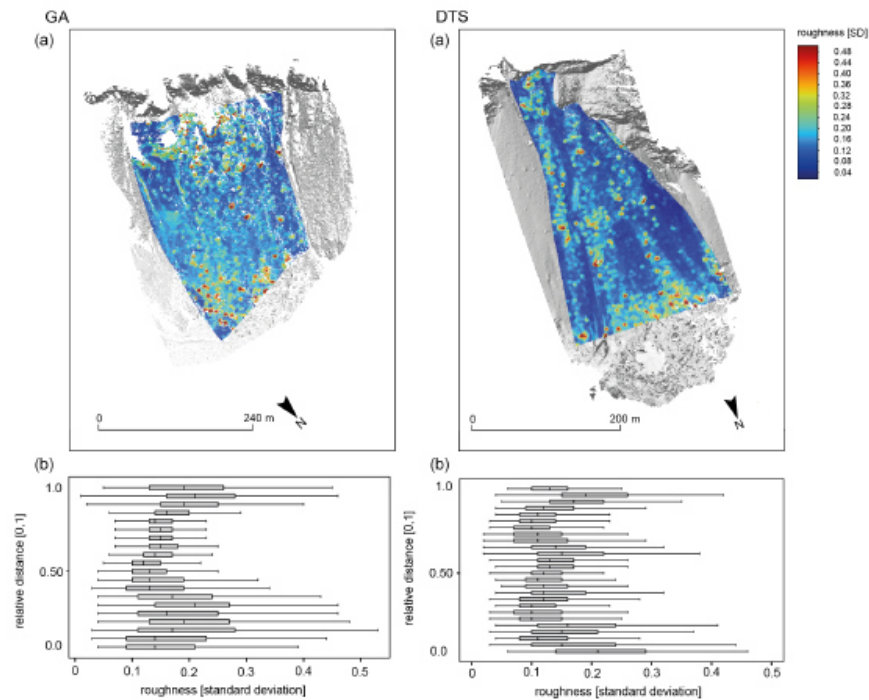 GA
DTS
(a)
(a)
roughness [SD]
0.48
0.44
0.40
0.36
0.32
0.28
0.24
0.20
0.16
0.12
0.08
0.04
0 240 m
N
0 200 m
N
(b)
(b)
relative distance [0,1]
1.0
0.50
0.0
0 0.1 0.2 0.3 0.4 0.5
roughness [standard deviation]
relative distance [0,1]
1.0
0.50
0.0
0 0.1 0.2 0.3 0.4 0.5
roughness [standard deviation]